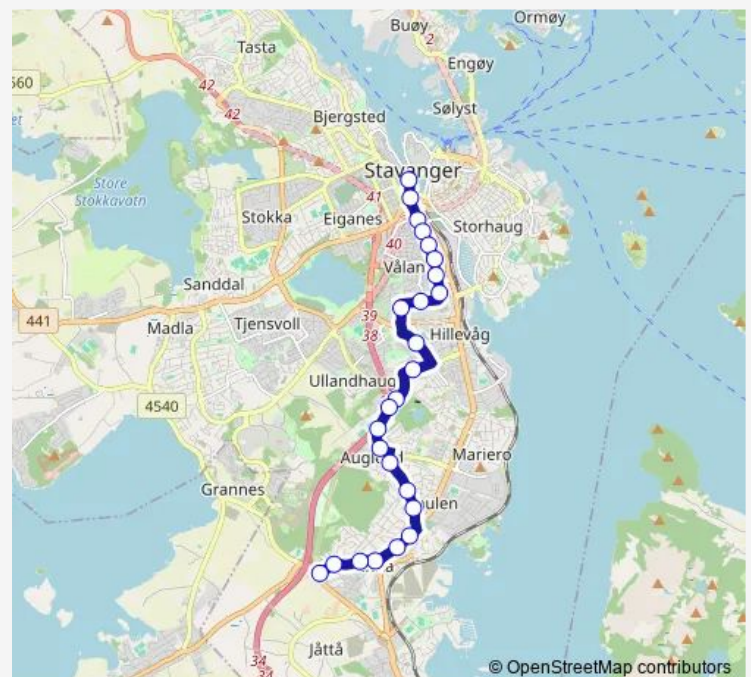 Buøy
Ormøy
2
Tasta
Engøy
42
42
Sølyst
Bjergsted
Store
Stokkavatn
Stavanger
41
Stokka
Eiganes
Storhaug
40
Vålan
Sanddal
441
39
Madla
Tjensvoll
38
Hillevåg
Ullandhaug
4540
Mariero
Grannes
Jåttå
34
© OpenStreetMap contributors